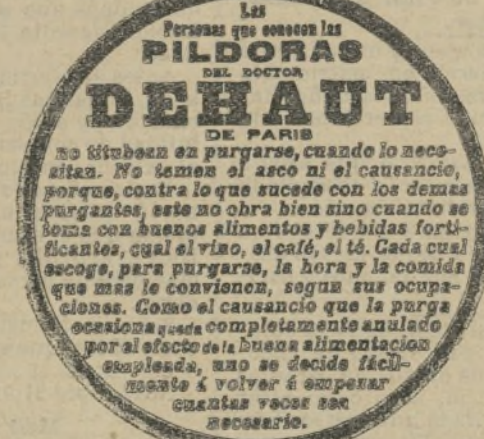 Las
Personas que conocen las
PILDORAS
DEL DOCTOR
DEHAUT
DE PARIS
no titubean en purgarse, cuando lo nece-
sitan. No temen el asco ni el causancio,
porque, contra lo que sucede con los demas
purgantes, este no obra bien sino cuando se
toma con buenos alimentos y bebidas forti-
ficantes, cual el vino, el café, el té. Cada cual
escoge, para purgarse, la hora y la comida
que mas le convienen, segun sus ocupa-
ciones. Como el causancio que la purga
ocasiona queda completamente anulado
por el efecto de la buena alimentacion
empleada, uno se decide fácil-
mente á volver á empezar
cuantas veces sea
necesario.